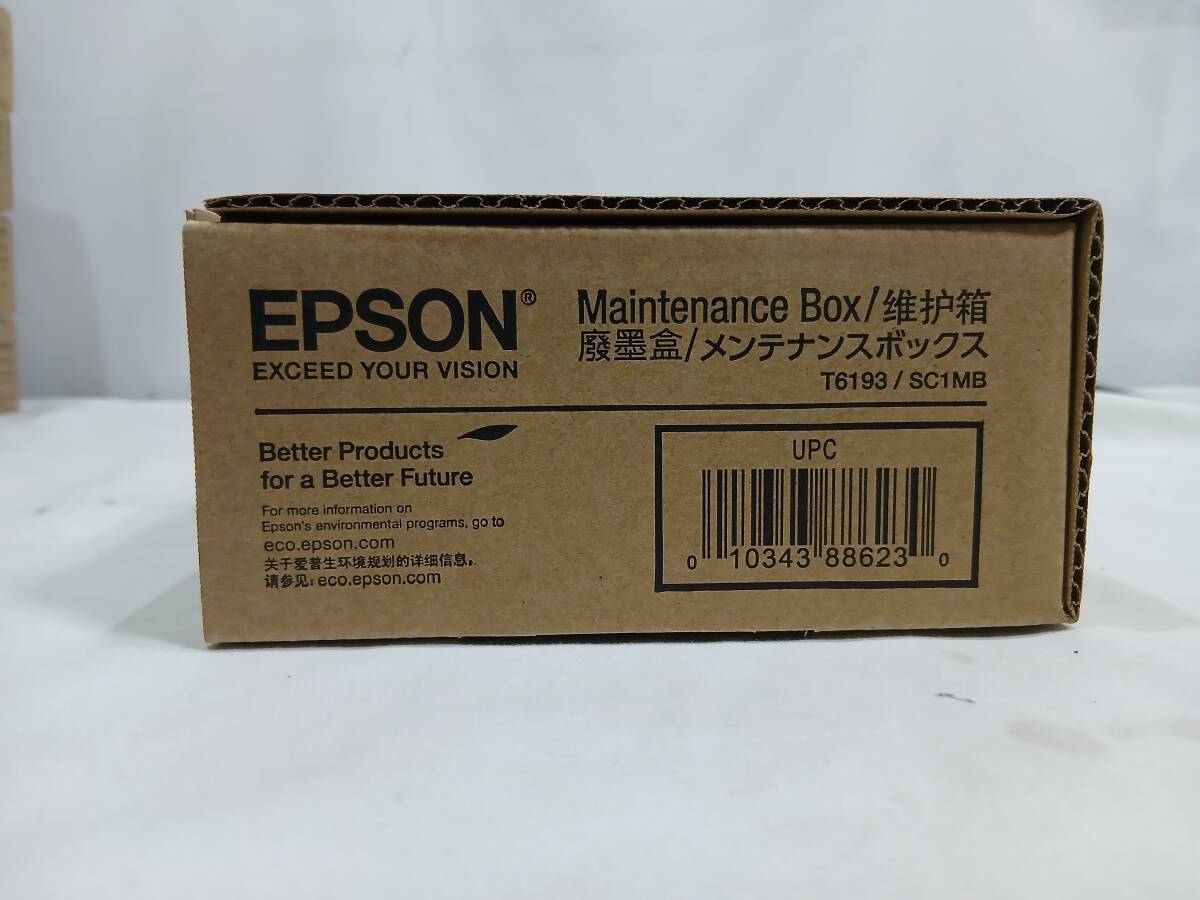 EPSON®
EXCEED YOUR VISION
Maintenance Box/维护箱
廢墨盒/メンテナンスボックス
T6193 / SC1MB
Better Products
for a Better Future
For more information on
Epson's environmental programs, go to
eco.epson.com
关于爱普生环境规划的详细信息，
请参见: eco.epson.com
UPC
0 10343 88623 0